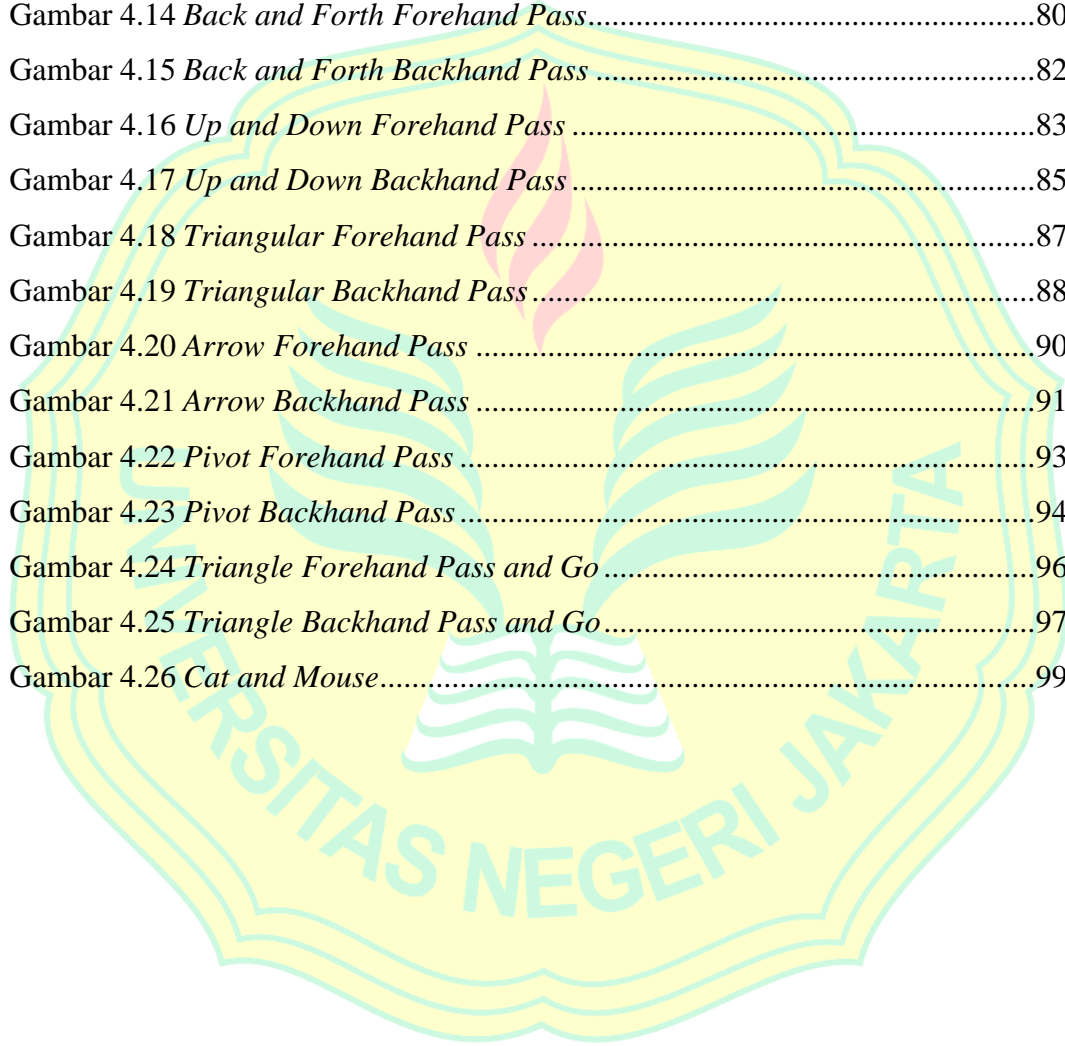 Gambar 4.14 Back and Forth Forehand Pass..........................................................80
Gambar 4.15 Back and Forth Backhand Pass .......................................................82
Gambar 4.16 Up and Down Forehand Pass ..........................................................83
Gambar 4.17 Up and Down Backhand Pass..........................................................85
Gambar 4.18 Triangular Forehand Pass ...............................................................87
Gambar 4.19 Triangular Backhand Pass...............................................................88
Gambar 4.20 Arrow Forehand Pass ......................................................................90
Gambar 4.21 Arrow Backhand Pass ......................................................................91
Gambar 4.22 Pivot Forehand Pass........................................................................93
Gambar 4.23 Pivot Backhand Pass........................................................................94
Gambar 4.24 Triangle Forehand Pass and Go......................................................96
Gambar 4.25 Triangle Backhand Pass and Go......................................................97
Gambar 4.26 Cat and Mouse..................................................................................99
UNIVERSITAS NEGERI JAKARTA